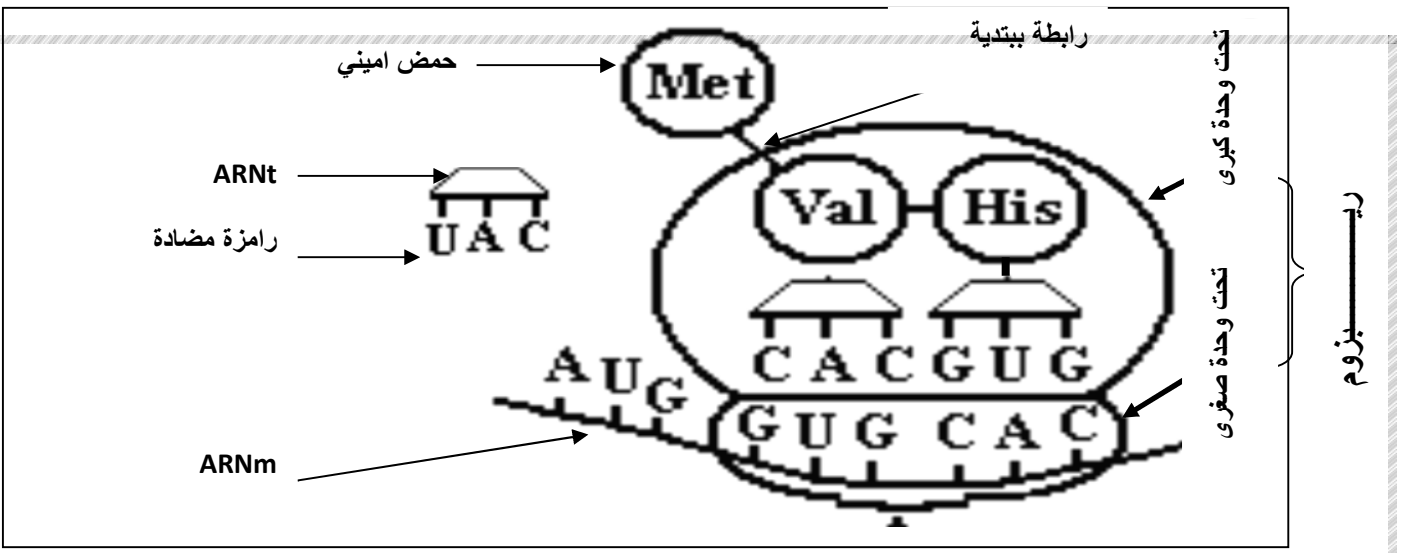 رابطة ببتدية
حمض اميني
Met
تحت وحدة كبرى
ARNt
Val
His
رامزة مضادة
UAC
ريـــــــبزوم
تحت وحدة صغرى
CAC GUG
AUG
GUG CAC
ARNm